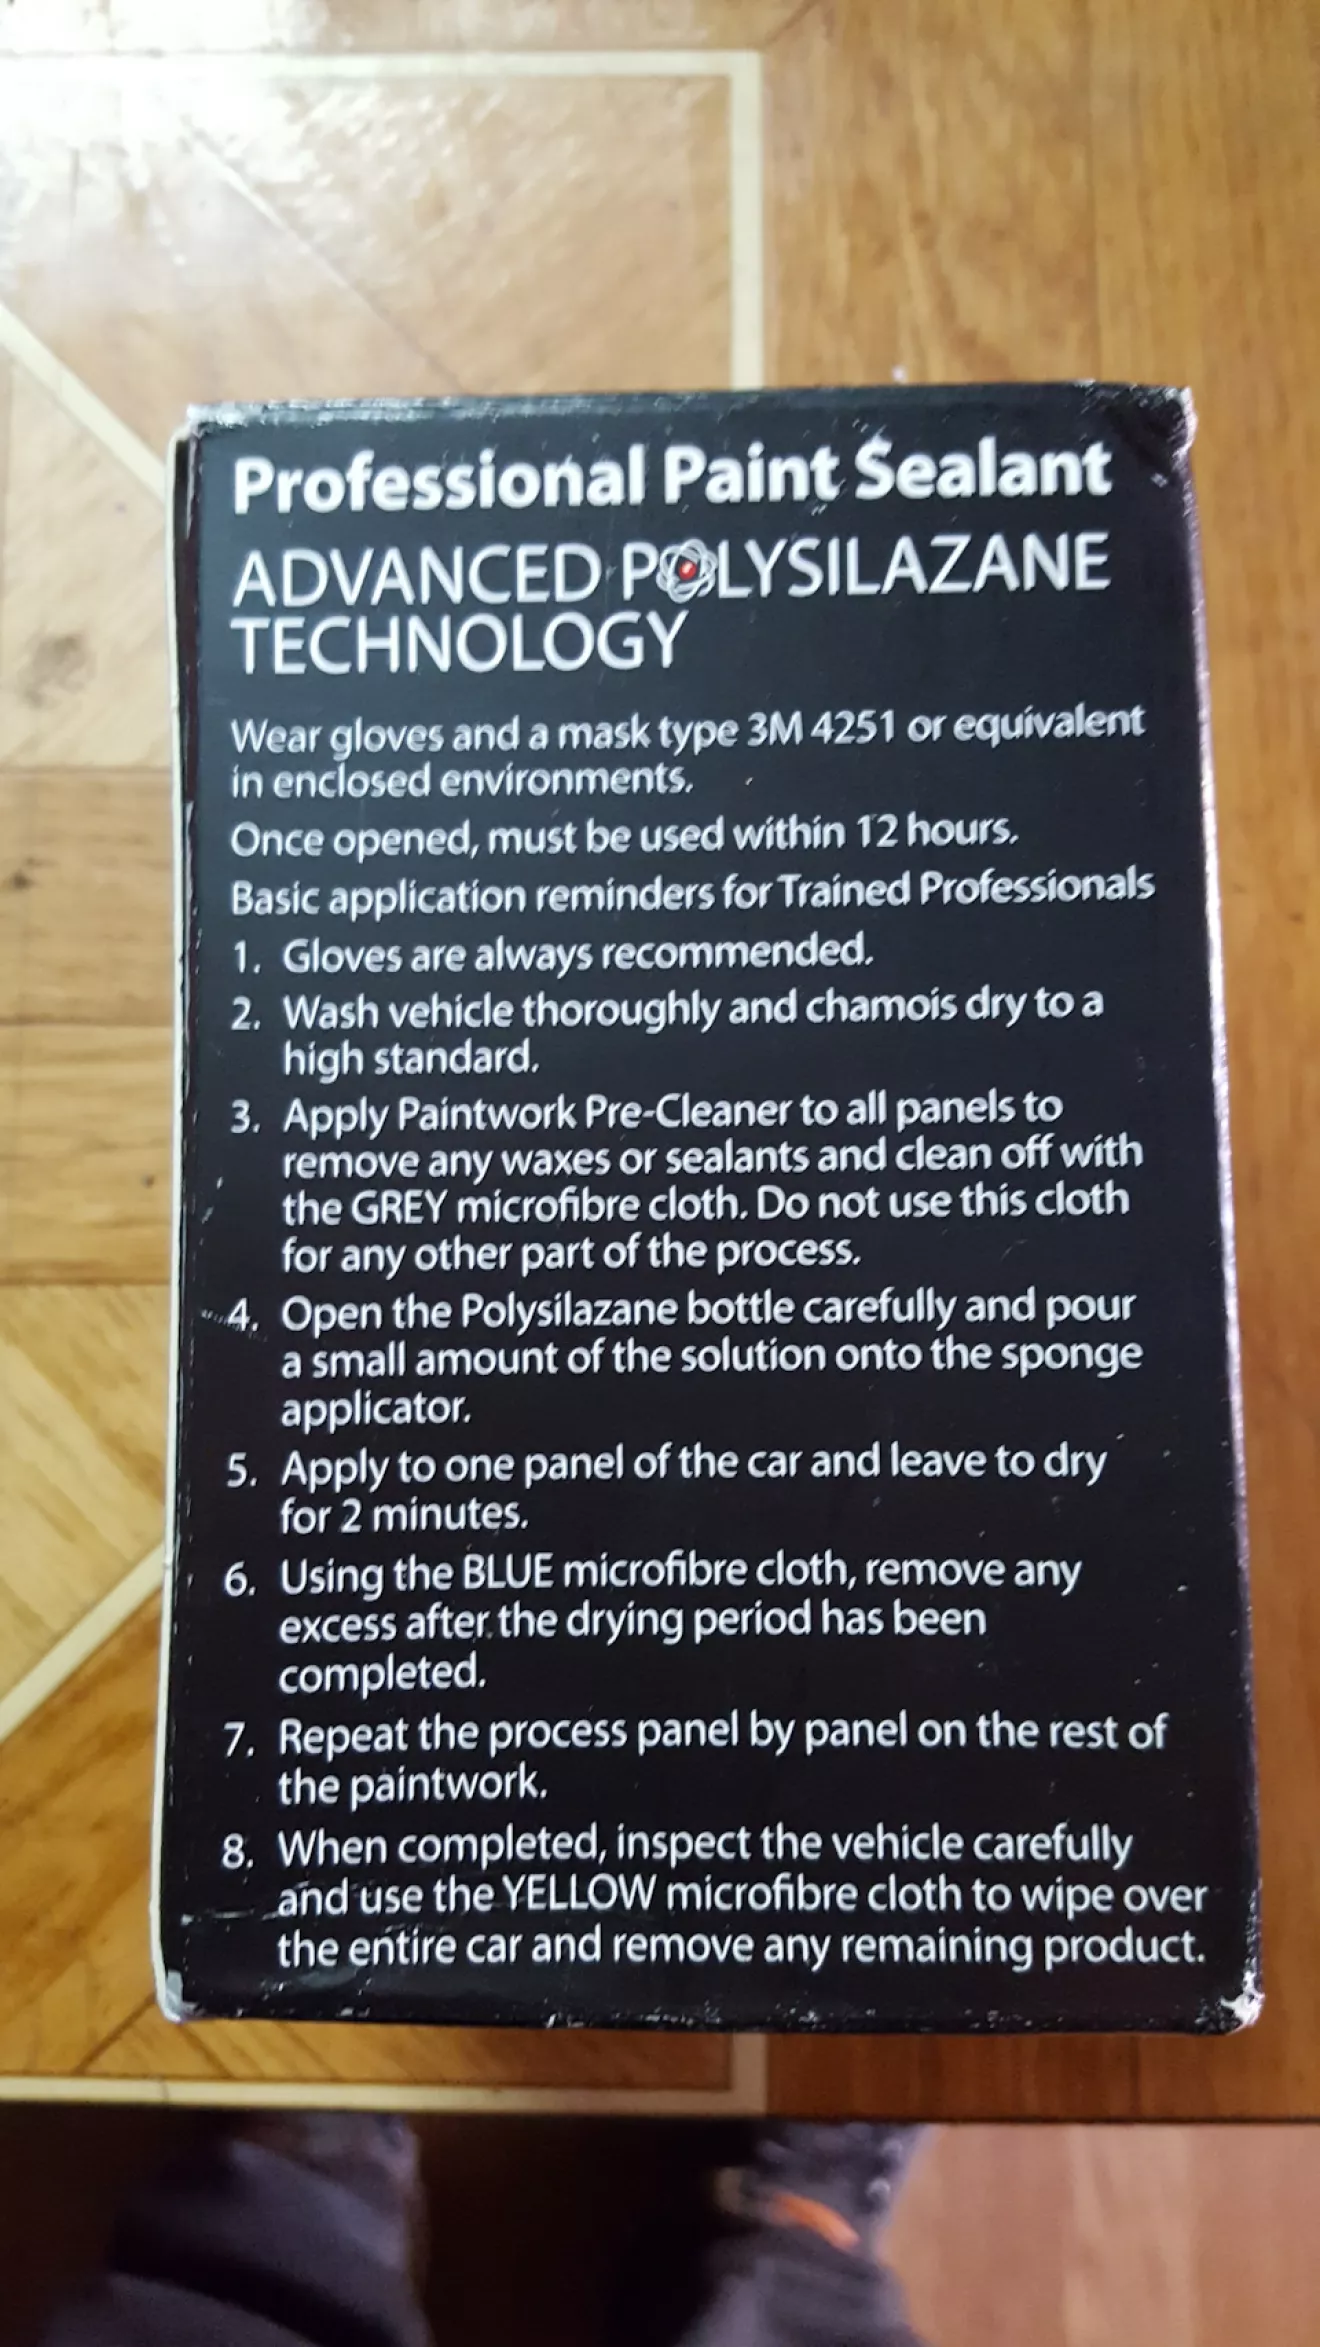 Professional Paint Sealant
ADVANCED POLYSILAZANE
TECHNOLOGY
Wear gloves and a mask type 3M 4251 or equivalent
in enclosed environments.
Once opened, must be used within 12 hours.
Basic application reminders for Trained Professionals
1. Gloves are always recommended.
2. Wash vehicle thoroughly and chamois dry to a
high standard.
3. Apply Paintwork Pre-Cleaner to all panels to
remove any waxes or sealants and clean off with
the GREY microfibre cloth. Do not use this cloth
for any other part of the process.
4. Open the Polysilazane bottle carefully and pour
a small amount of the solution onto the sponge
applicator.
5. Apply to one panel of the car and leave to dry
for 2 minutes.
6. Using the BLUE microfibre cloth, remove any
excess after the drying period has been
completed.
7. Repeat the process panel by panel on the rest of
the paintwork.
8. When completed, inspect the vehicle carefully
and use the YELLOW microfibre cloth to wipe over
the entire car and remove any remaining product.